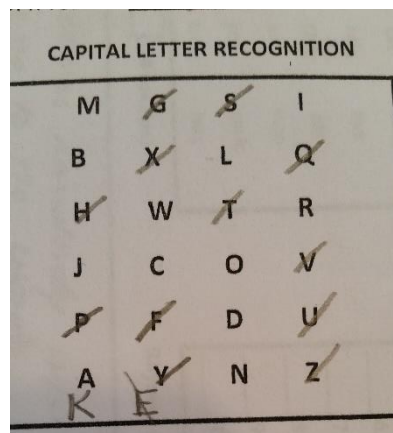 CAPITAL LETTER RECOGNITION
M G S I
B X L Q
H W T R
J C O V
P F D U
A Y N Z
K E